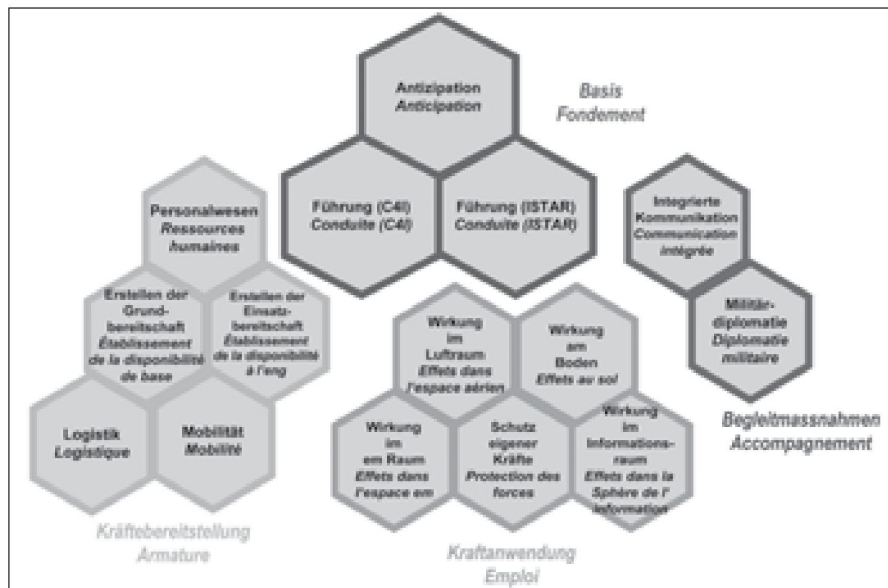 Antizipation
Anticipation
Basis
Fondement
Führung (C4I)
Conduite (C4I)
Führung (ISTAR)
Conduite (ISTAR)
Personalwesen
Ressources
humaines
Erstellen der
Grund-
bereitschaft
Établissement
de la disponibilité
de base
Erstellen der
Einsatz-
bereitschaft
Établissement
de la disponibilité
à l'eng
Logistik
Logistique
Mobilität
Mobilité
Kräftebereitstellung
Armature
Wirkung
im
Luftraum
Effets dans
l'espace aérien
Wirkung
am
Boden
Effets au sol
Wirkung
im
em Raum
Effets dans
l'espace em
Schutz
eigener
Kräfte
Protection des
forces
Wirkung
im
Informations-
raum
Effets dans la
Sphère de l'
information
Kraftanwendung
Emploi
Integrierte
Kommunikation
Communication
intégrée
Militär-
diplomatie
Diplomatie
militaire
Begleitmassnahmen
Accompagnement